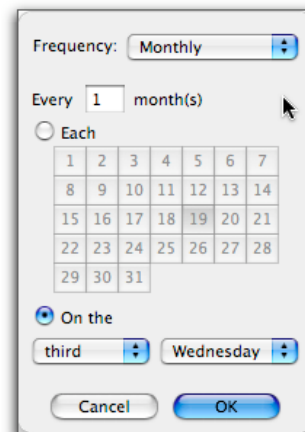 Frequency: Monthly
Every 1 month(s)
Each
1 2 3 4 5 6 7
8 9 10 11 12 13 14
15 16 17 18 19 20 21
22 23 24 25 26 27 28
29 30 31
On the
third Wednesday
Cancel OK